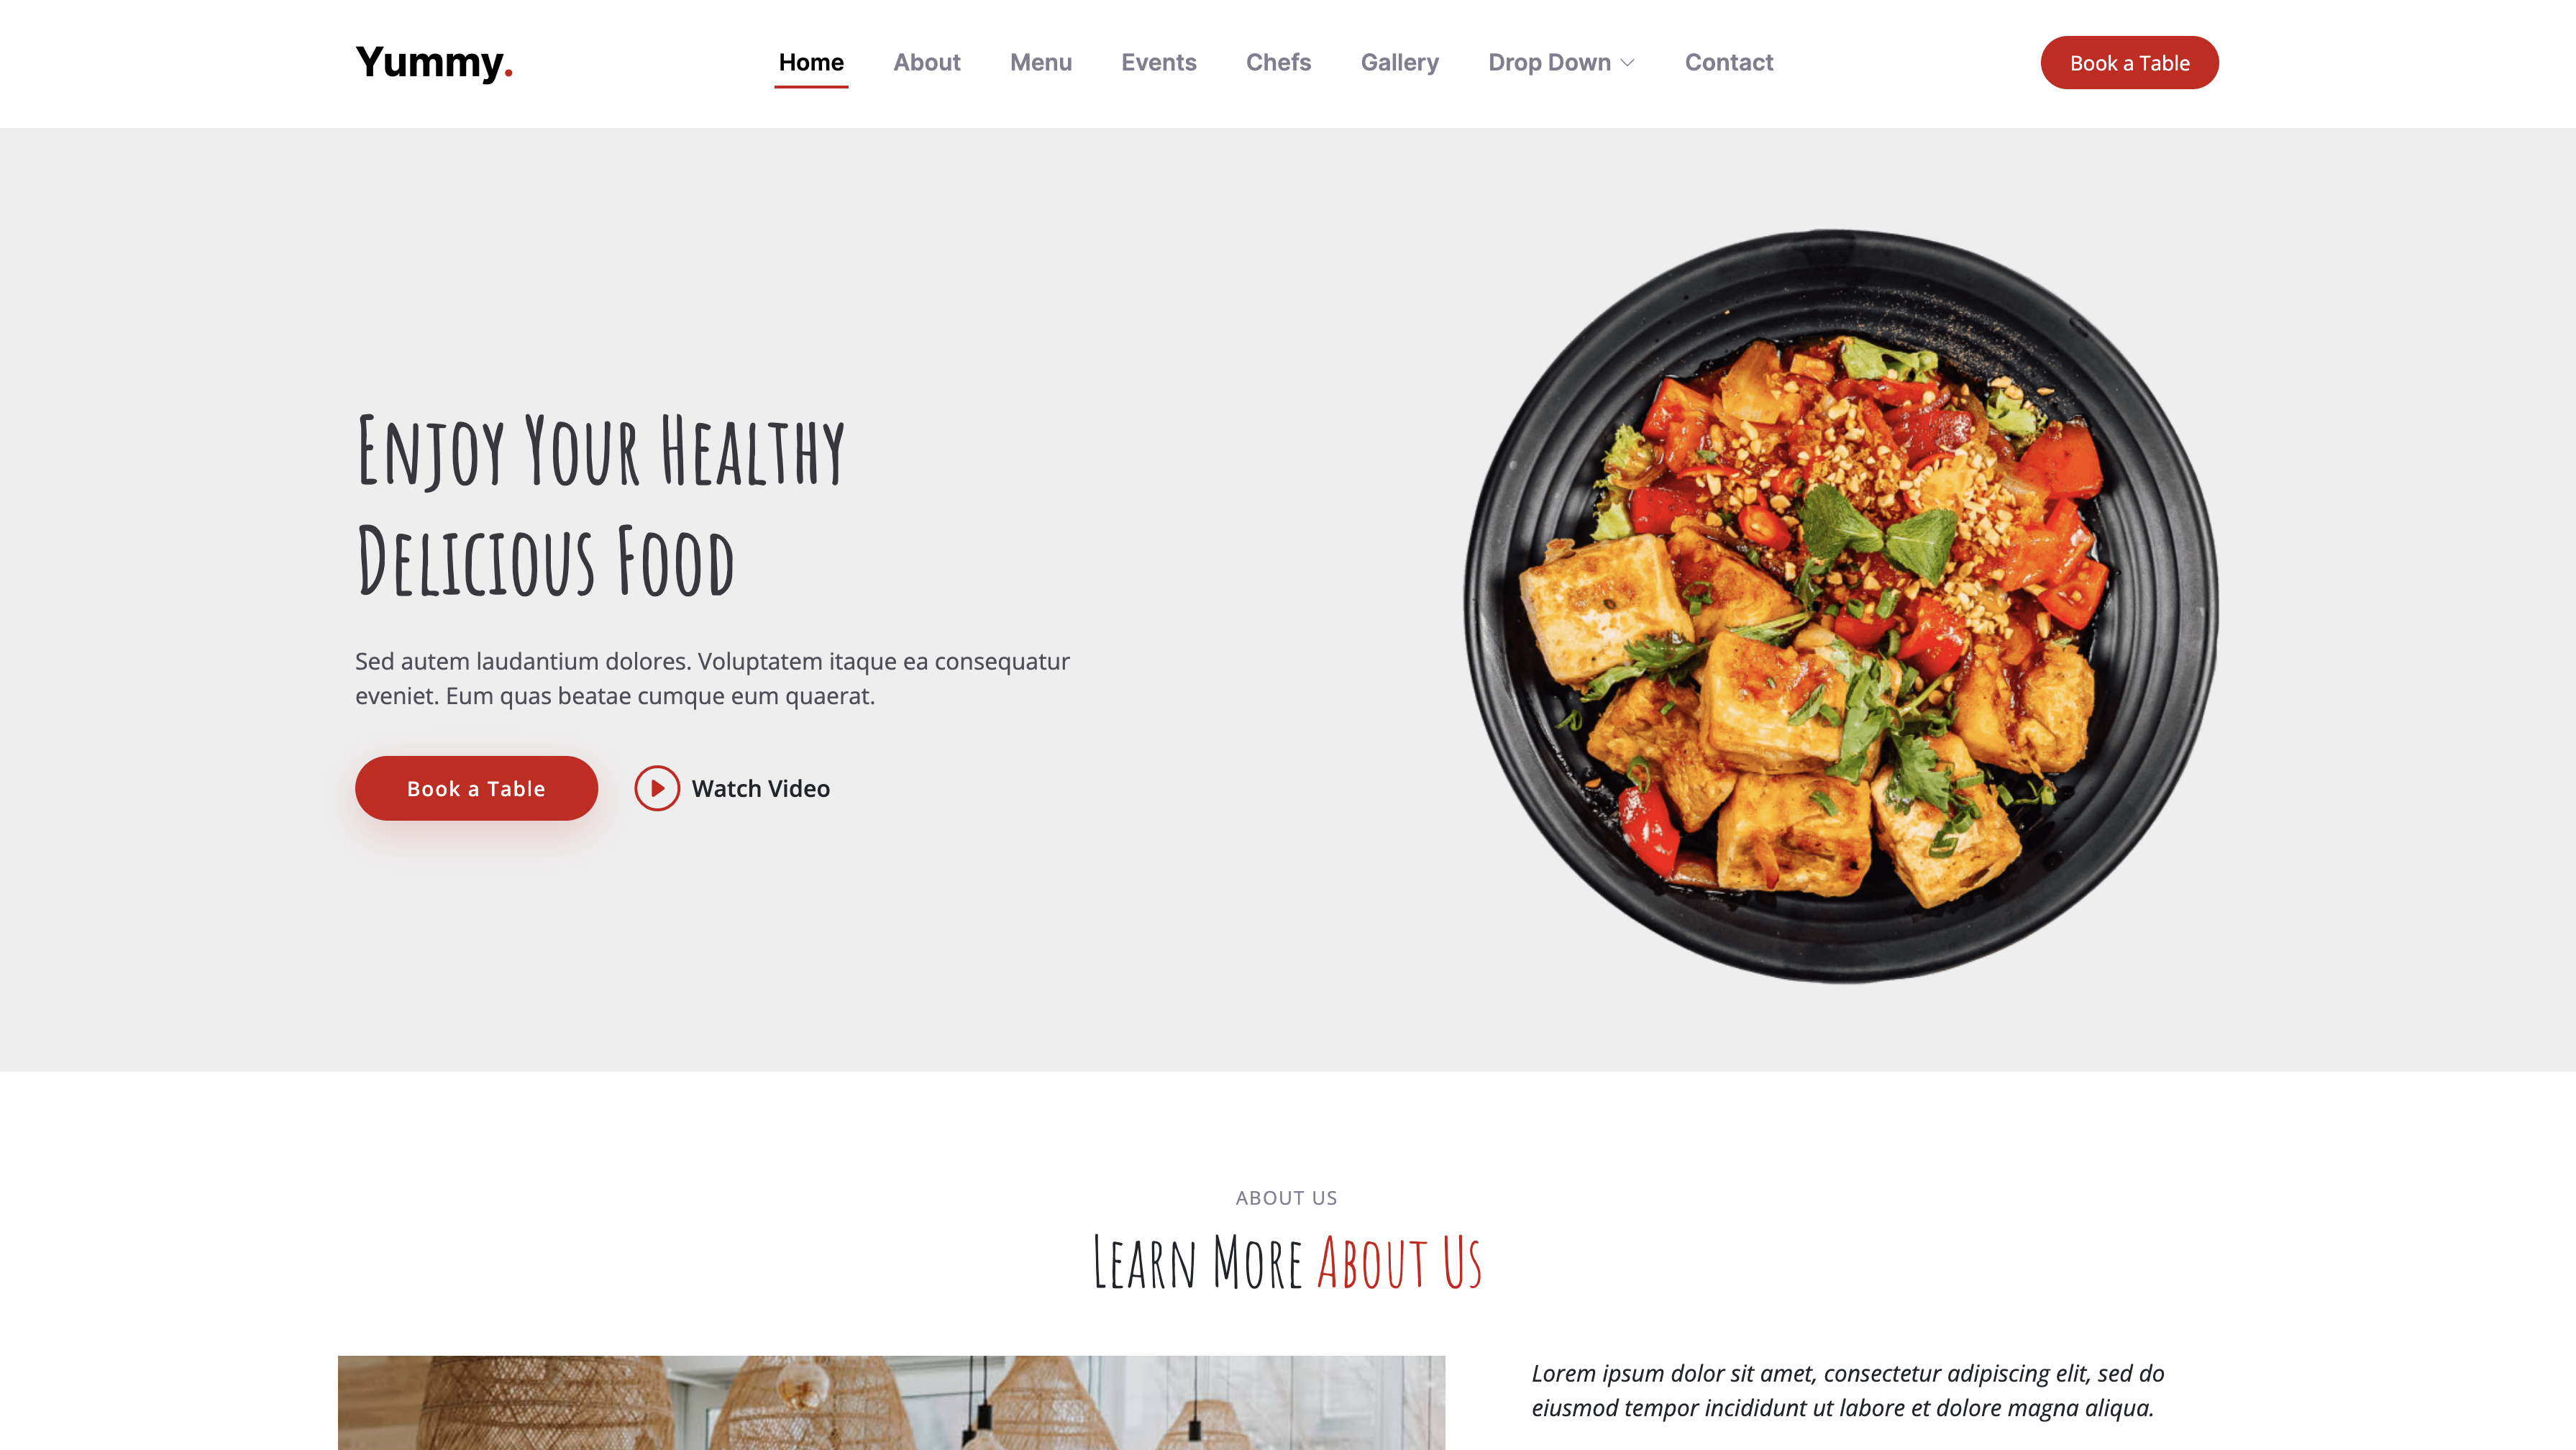 Yummy.
Home About Menu Events Chefs Gallery Drop Down Contact
Book a Table
Enjoy Your Healthy
Delicious Food
Sed autem laudantium dolores. Voluptatem itaque ea consequatur
eveniet. Eum quas beatae cumque eum quaerat.
Book a Table
Watch Video
ABOUT US
Learn More About Us
Lorem ipsum dolor sit amet, consectetur adipiscing elit, sed do
eiusmod tempor incididunt ut labore et dolore magna aliqua.